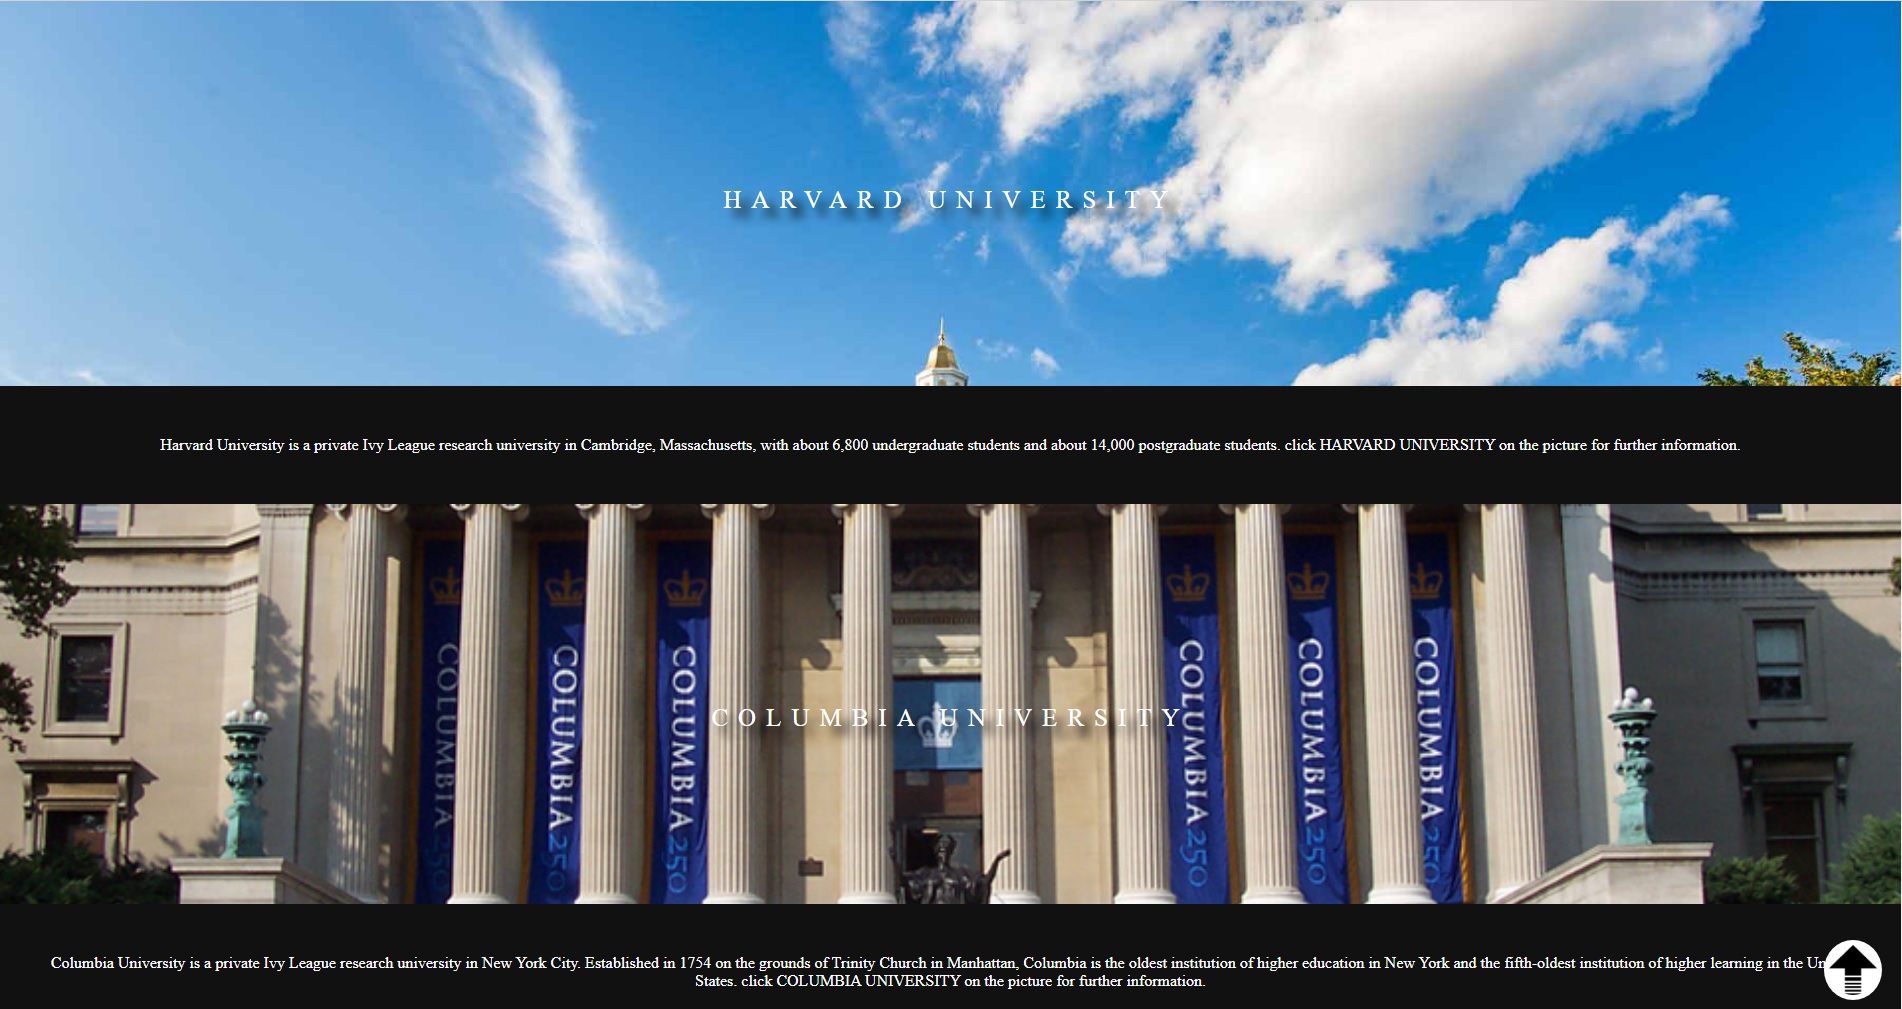 HARVARD UNIVERSITY
Harvard University is a private Ivy League research university in Cambridge, Massachusetts, with about 6,800 undergraduate students and about 14,000 postgraduate students. click HARVARD UNIVERSITY on the picture for further information.
COLUMBIA 250
COLUMBIA 250
COLUMBIA 250
COLUMBIA 250
COLUMBIA 250
COLUMBIA 250
COLUMBIA UNIVERSITY
Columbia University is a private Ivy League research university in New York City. Established in 1754 on the grounds of Trinity Church in Manhattan, Columbia is the oldest institution of higher education in New York and the fifth-oldest institution of higher learning in the
States. click COLUMBIA UNIVERSITY on the picture for further information.